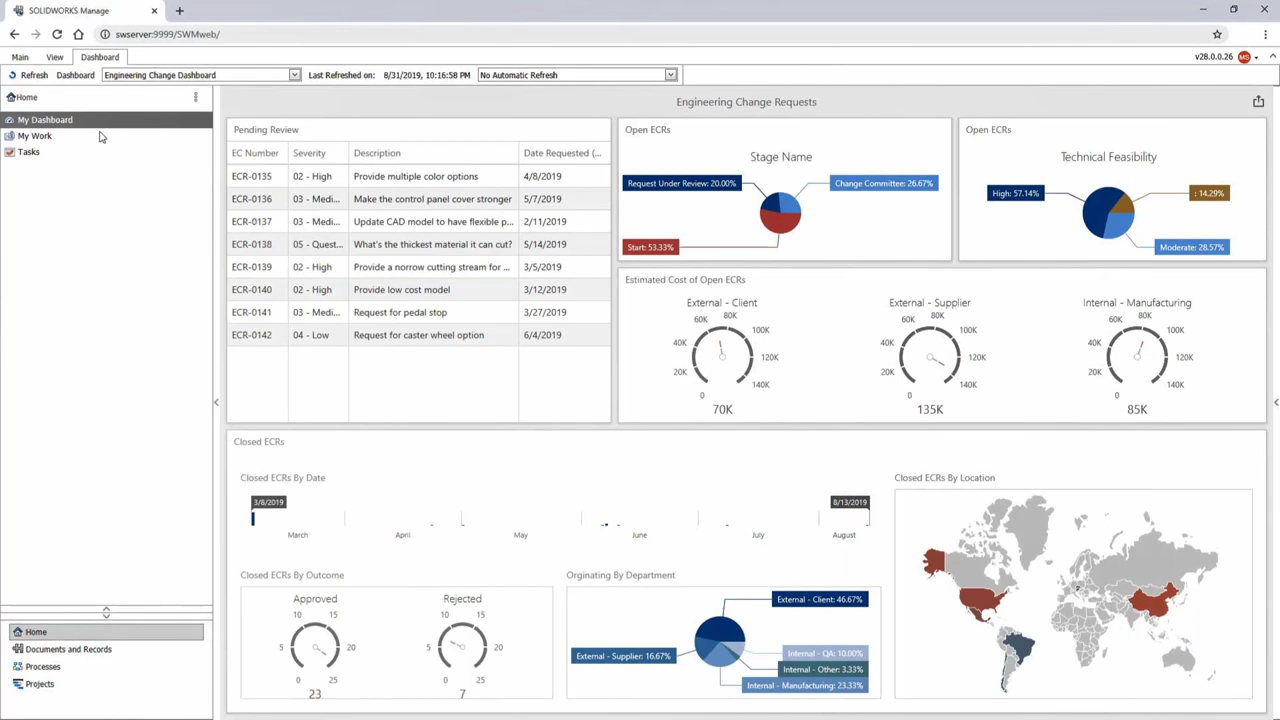 SOLIDWORKS Manage
swserver:9999/SWMweb/
Main View Dashboard
v28.0.0.26 MS
Refresh Dashboard Engineering Change Dashboard Last Refreshed on: 8/31/2019, 10:16:58 PM No Automatic Refresh
Home
My Dashboard
My Work
Tasks
Home
Documents and Records
Processes
Projects
Engineering Change Requests
Pending Review
EC Number Severity Description Date Requested (...
ECR-0135 02 - High Provide multiple color options 4/8/2019
ECR-0136 03 - Medi... Make the control panel cover stronger 5/7/2019
ECR-0137 03 - Medi... Update CAD model to have flexible p... 2/11/2019
ECR-0138 05 - Quest... What's the thickest material it can cut? 5/14/2019
ECR-0139 02 - High Provide a norrow cutting stream for ... 3/5/2019
ECR-0140 02 - High Provide low cost model 3/12/2019
ECR-0141 03 - Medi... Request for pedal stop 3/27/2019
ECR-0142 04 - Low Request for caster wheel option 6/4/2019
Open ECRs
Stage Name
Request Under Review: 20.00% Change Committee: 26.67%
Start: 53.33%
Open ECRs
Technical Feasibility
High: 57.14% : 14.29%
Moderate: 28.57%
Estimated Cost of Open ECRs
External - Client
0 20K 40K 60K 80K 100K 120K 140K
70K
External - Supplier
0 20K 40K 60K 80K 100K 120K 140K
135K
Internal - Manufacturing
0 20K 40K 60K 80K 100K 120K 140K
85K
Closed ECRs
Closed ECRs By Date
3/8/2019 8/13/2019
March April May June July August
Closed ECRs By Outcome
Approved
0 5 10 15 20 25
23
Rejected
0 5 10 15 20 25
7
Orginating By Department
External - Client: 46.67%
External - Supplier: 16.67%
Internal - QA: 10.00%
Internal - Other: 3.33%
Internal - Manufacturing: 23.33%
Closed ECRs By Location